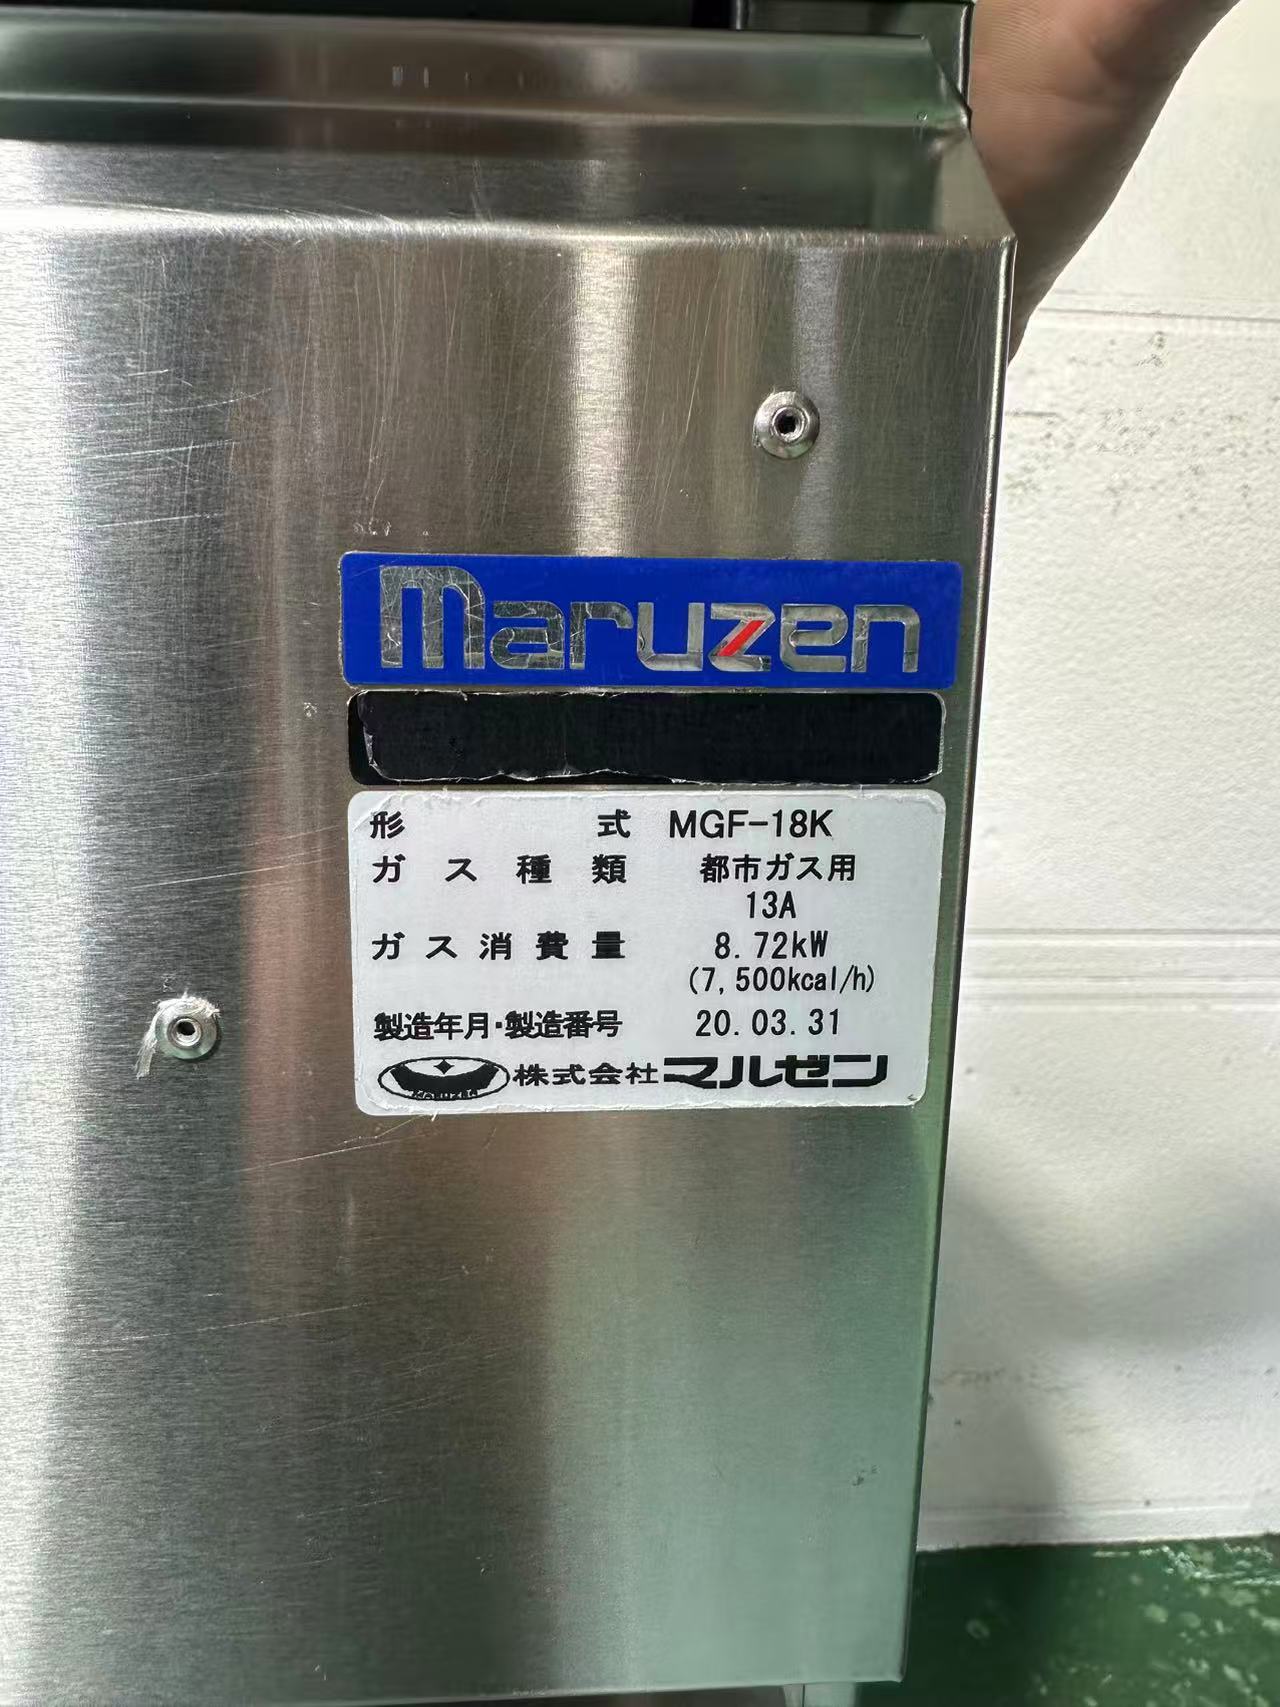 maruzen
形式 MGF-18K
ガス種類 都市ガス用
13A
ガス消費量 8.72kW
(7,500kcal/h)
製造年月・製造番号 20.03.31
MARUZEN 株式会社マルゼン